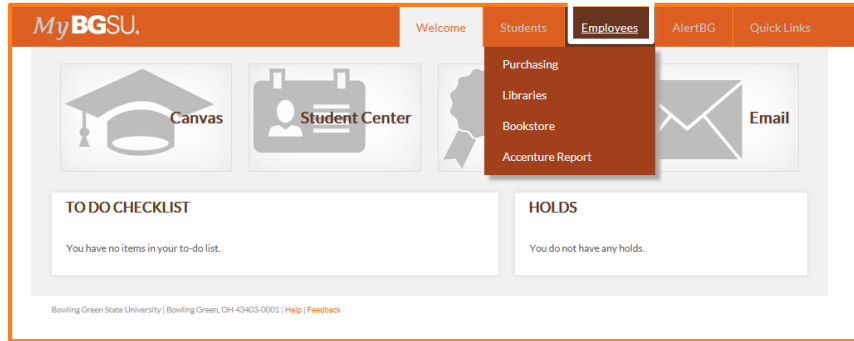 My BGSU.
Welcome Students Employees AlertBG Quick Links
Purchasing
Libraries
Bookstore
Accenture Report
Canvas
Student Center
Email
TO DO CHECKLIST
You have no items in your to-do list.
HOLDS
You do not have any holds.
Bowling Green State University | Bowling Green, OH 43403-0001 | Help | Feedback